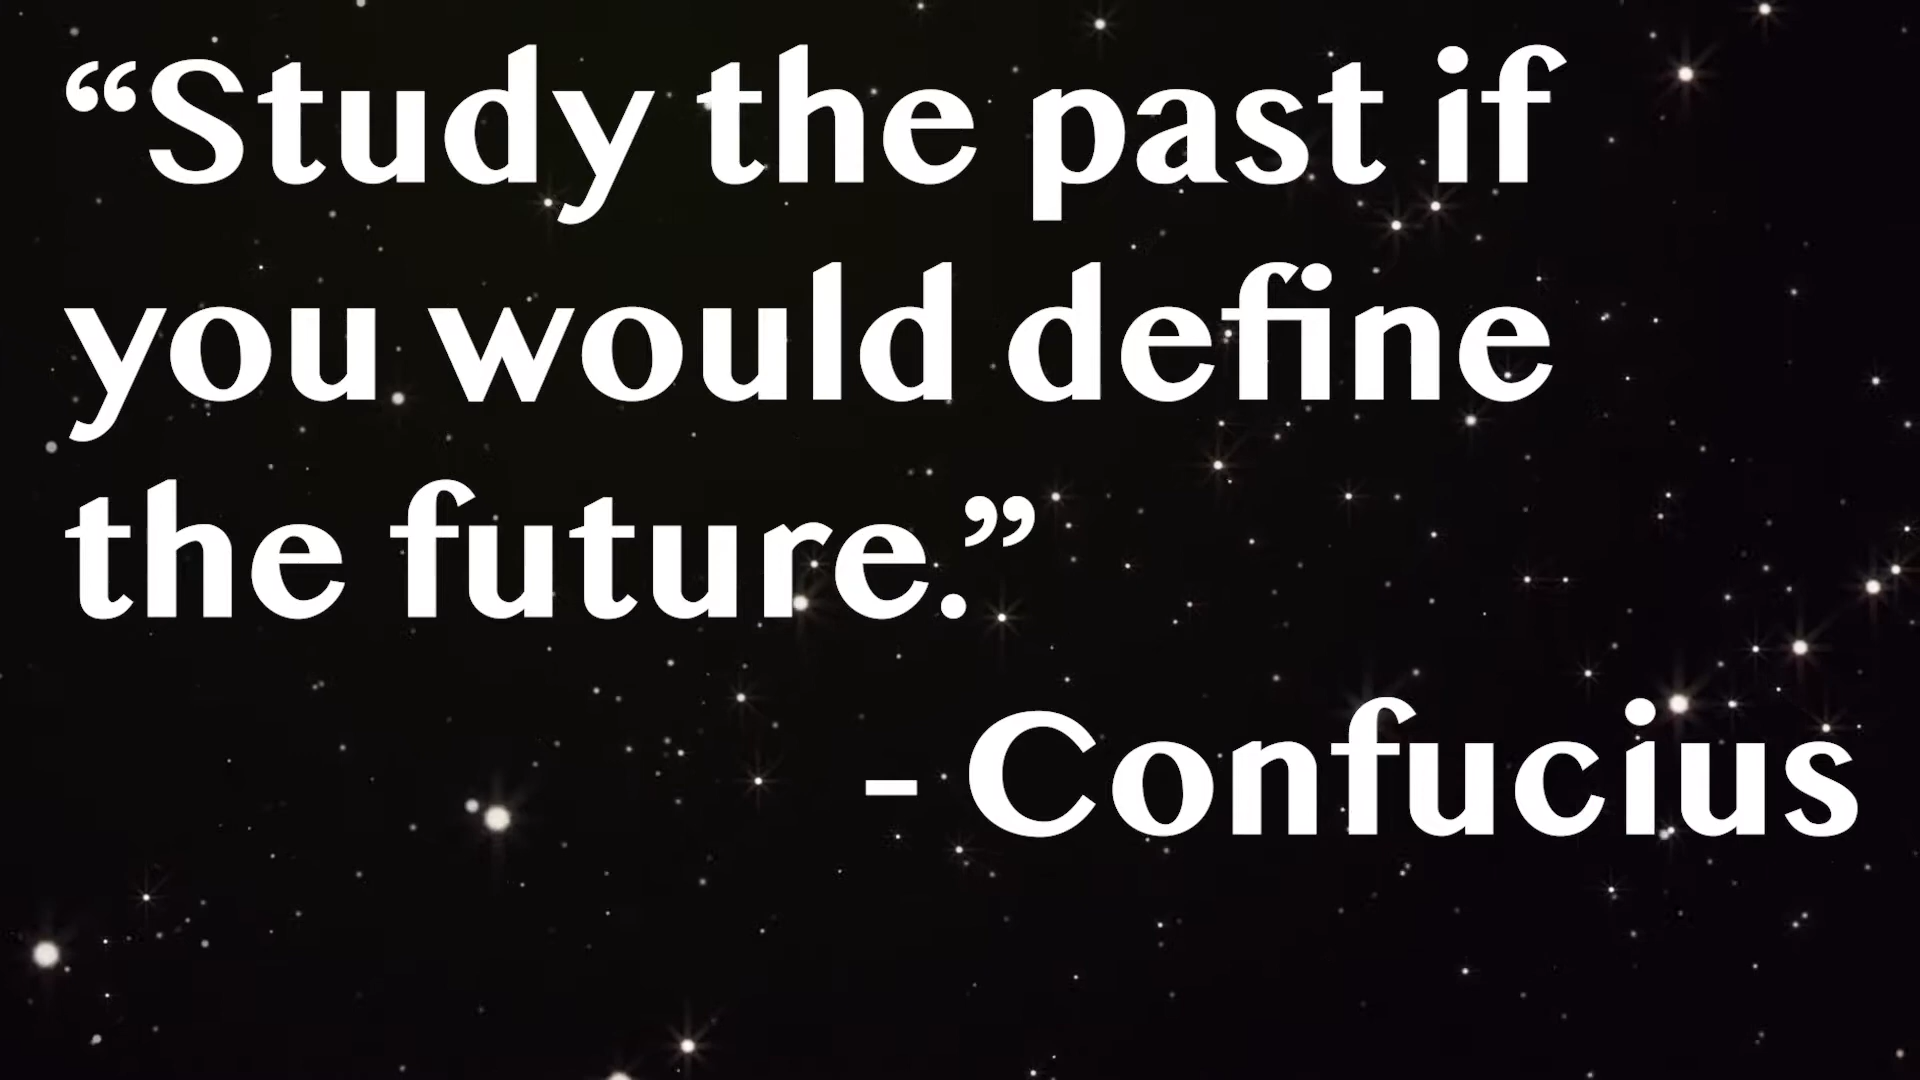 “Study the past if
you would define
the future.”
- Confucius